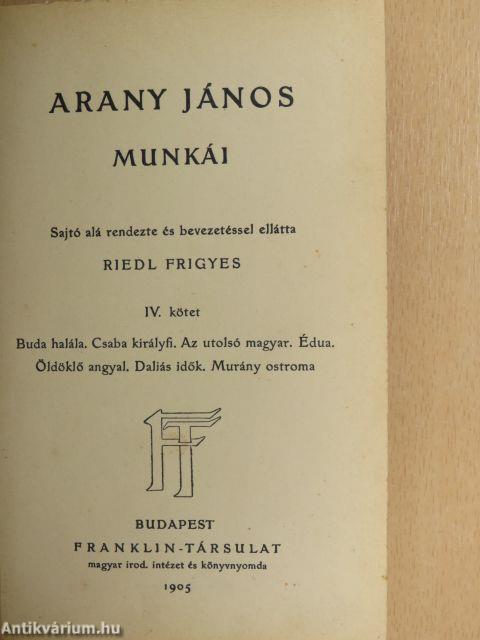 ARANY JÁNOS
MUNKÁI
Sajtó alá rendezte és bevezetéssel ellátta
RIEDL FRIGYES
IV. kötet
Buda halála. Csaba királyfi. Az utolsó magyar. Édua.
Öldöklő angyal. Daliás idők. Murány ostroma
FT
BUDAPEST
FRANKLIN-TÁRSULAT
magyar irod. intézet és könyvnyomda
1905
Antikvárium.hu